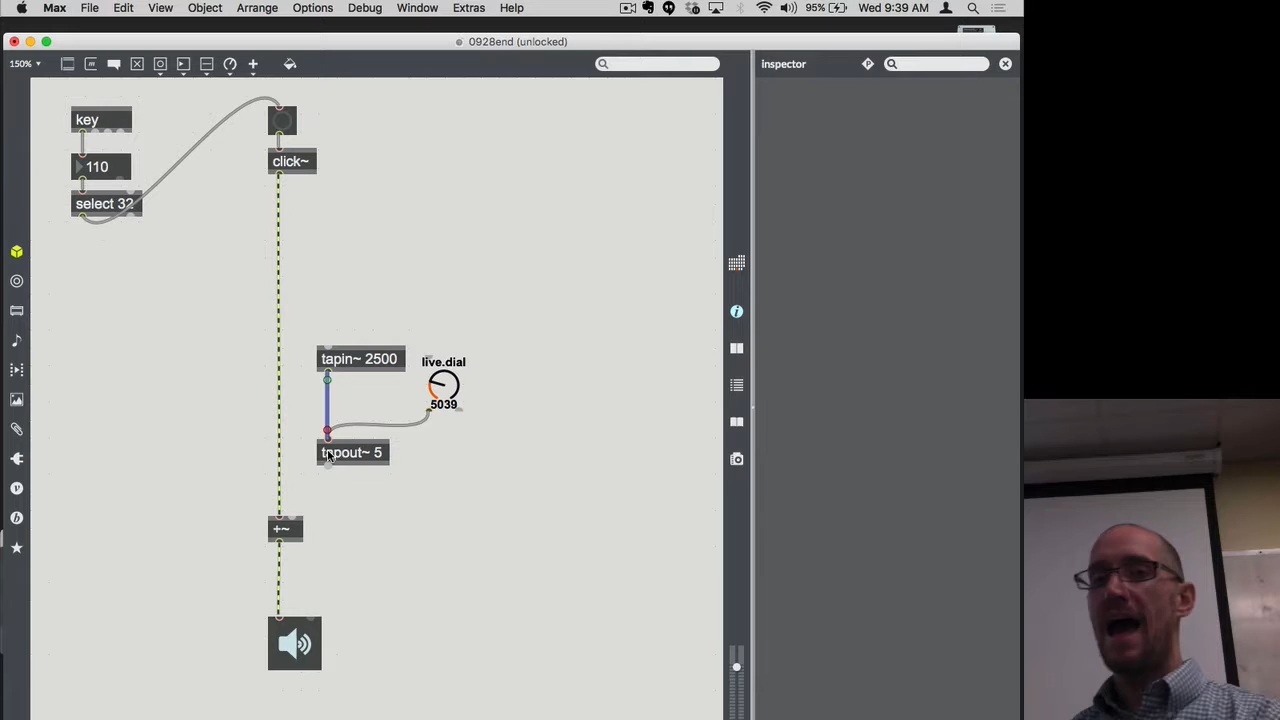 Max File Edit View Object Arrange Options Debug Window Extras Help
95% Wed 9:39 AM
0928end (unlocked)
150%
inspector
key
110
select 32
click~
tapin~ 2500
live.dial
5039
tapout~ 5
+~